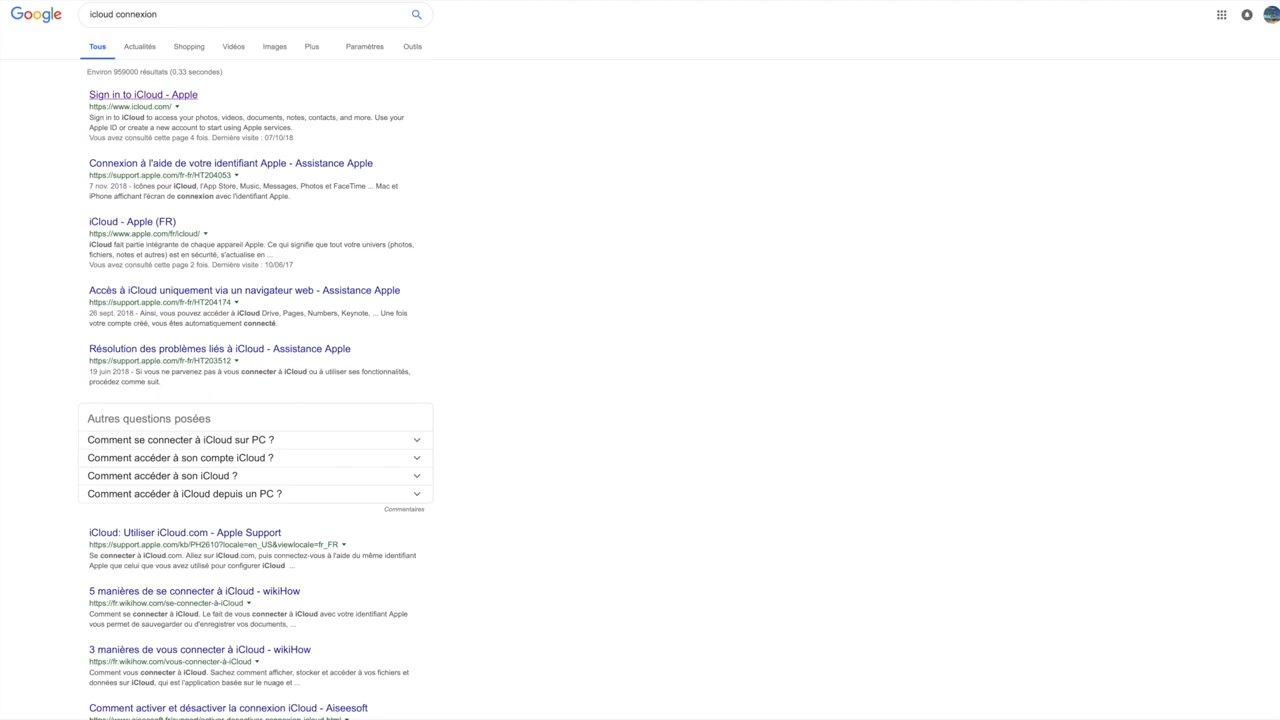 Google
icloud connexion
Tous Actualités Shopping Vidéos Images Plus Paramètres Outils
Environ 959000 résultats (0,33 secondes)
Sign in to iCloud - Apple
https://www.icloud.com/
Sign in to iCloud to access your photos, videos, documents, notes, contacts, and more. Use your
Apple ID or create a new account to start using Apple services.
Vous avez consulté cette page 4 fois. Dernière visite : 07/10/18
Connexion à l'aide de votre identifiant Apple - Assistance Apple
https://support.apple.com/fr-fr/HT204053
7 nov. 2018 - Icônes pour iCloud, l'App Store, Music, Messages, Photos et FaceTime ... Mac et
iPhone affichant l'écran de connexion avec l'identifiant Apple.
iCloud - Apple (FR)
https://www.apple.com/fr/icloud/
iCloud fait partie intégrante de chaque appareil Apple. Ce qui signifie que tout votre univers (photos,
fichiers, notes et autres) est en sécurité, s'actualise en ...
Vous avez consulté cette page 2 fois. Dernière visite : 10/06/17
Accès à iCloud uniquement via un navigateur web - Assistance Apple
https://support.apple.com/fr-fr/HT204174
26 sept. 2018 - Ainsi, vous pouvez accéder à iCloud Drive, Pages, Numbers, Keynote, ... Une fois
votre compte créé, vous êtes automatiquement connecté.
Résolution des problèmes liés à iCloud - Assistance Apple
https://support.apple.com/fr-fr/HT203512
19 juin 2018 - Si vous ne parvenez pas à vous connecter à iCloud ou à utiliser ses fonctionnalités,
procédez comme suit.
Autres questions posées
Comment se connecter à iCloud sur PC ?
Comment accéder à son compte iCloud ?
Comment accéder à son iCloud ?
Comment accéder à iCloud depuis un PC ?
Commentaires
iCloud: Utiliser iCloud.com - Apple Support
https://support.apple.com/kb/PH2610?locale=en_US&viewlocale=fr_FR
Se connecter à iCloud.com. Allez sur iCloud.com, puis connectez-vous à l'aide du même identifiant
Apple que celui que vous avez utilisé pour configurer iCloud ...
5 manières de se connecter à iCloud - wikiHow
https://fr.wikihow.com/se-connecter-à-iCloud
Comment se connecter à iCloud. Le fait de vous connecter à iCloud avec votre identifiant Apple
vous permet de sauvegarder ou d'enregistrer vos documents, ...
3 manières de vous connecter à iCloud - wikiHow
https://fr.wikihow.com/vous-connecter-à-iCloud
Comment vous connecter à iCloud. Sachez comment afficher, stocker et accéder à vos fichiers et
données sur iCloud, qui est l'application basée sur le nuage et ...
Comment activer et désactiver la connexion iCloud - Aiseesoft